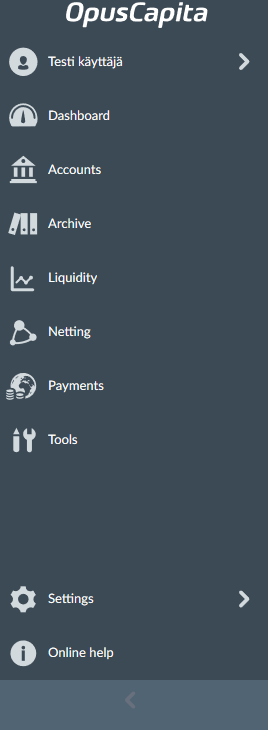 OpusCapita
Testi käyttäjä
Dashboard
Accounts
Archive
Liquidity
Netting
Payments
Tools
Settings
Online help